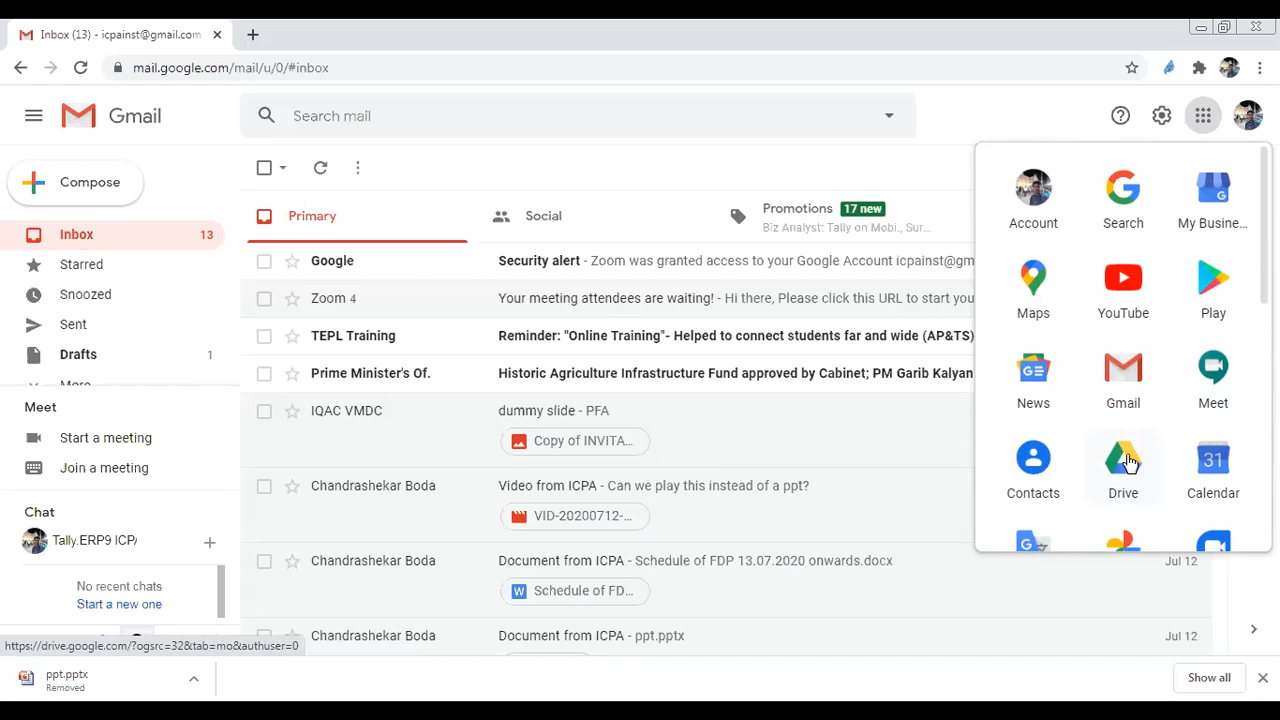 Inbox (13) - icpainst@gmail.com
mail.google.com/mail/u/0/#inbox
Gmail
Search mail
Compose
Inbox 13
Starred
Snoozed
Sent
Drafts 1
More
Meet
Start a meeting
Join a meeting
Chat
Tally.ERP9 ICPA
No recent chats
Start a new one
Primary
Social
Promotions 17 new
Biz Analyst: Tally on Mobi., Sur...
Google Security alert - Zoom was granted access to your Google Account icpainst@gm
Zoom 4 Your meeting attendees are waiting! - Hi there, Please click this URL to start you
TEPL Training Reminder: "Online Training"- Helped to connect students far and wide (AP&TS)
Prime Minister's Of. Historic Agriculture Infrastructure Fund approved by Cabinet; PM Garib Kalyan
IQAC VMDC dummy slide - PFA
Copy of INVITA...
Chandrashekar Boda Video from ICPA - Can we play this instead of a ppt?
VID-20200712-...
Chandrashekar Boda Document from ICPA - Schedule of FDP 13.07.2020 onwards.docx Jul 12
W Schedule of FD...
Chandrashekar Boda Document from ICPA - ppt.pptx Jul 12
Account Search My Busine...
Maps YouTube Play
News Gmail Meet
31
Contacts Drive Calendar
https://drive.google.com/?ogsrc=32&tab=mo&authuser=0
ppt.pptx
Removed
Show all